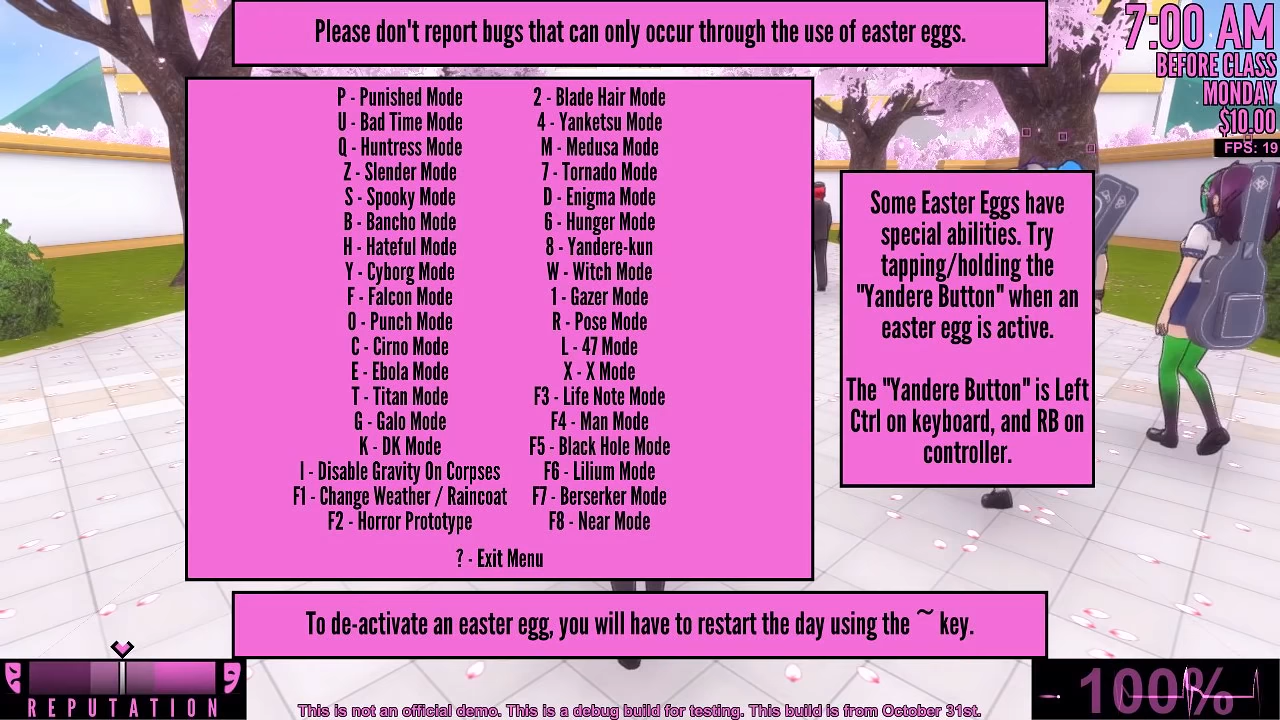 Please don't report bugs that can only occur through the use of easter eggs.
7:00 AM
BEFORE CLASS
MONDAY
$10.00
FPS: 19
P - Punished Mode
U - Bad Time Mode
Q - Huntress Mode
Z - Slender Mode
S - Spooky Mode
B - Bancho Mode
H - Hateful Mode
Y - Cyborg Mode
F - Falcon Mode
O - Punch Mode
C - Cirno Mode
E - Ebola Mode
T - Titan Mode
G - Galo Mode
K - DK Mode
I - Disable Gravity On Corpses
F1 - Change Weather / Raincoat
F2 - Horror Prototype
2 - Blade Hair Mode
4 - Yanketsu Mode
M - Medusa Mode
7 - Tornado Mode
D - Enigma Mode
6 - Hunger Mode
8 - Yandere-kun
W - Witch Mode
1 - Gazer Mode
R - Pose Mode
L - 47 Mode
X - X Mode
F3 - Life Note Mode
F4 - Man Mode
F5 - Black Hole Mode
F6 - Lilium Mode
F7 - Berserker Mode
F8 - Near Mode
? - Exit Menu
Some Easter Eggs have
special abilities. Try
tapping/holding the
"Yandere Button" when an
easter egg is active.
The "Yandere Button" is Left
Ctrl on keyboard, and RB on
controller.
To de-activate an easter egg, you will have to restart the day using the ~ key.
REPUTATION
100%
This is not an official demo. This is a debug build for testing. This build is from October 31st.